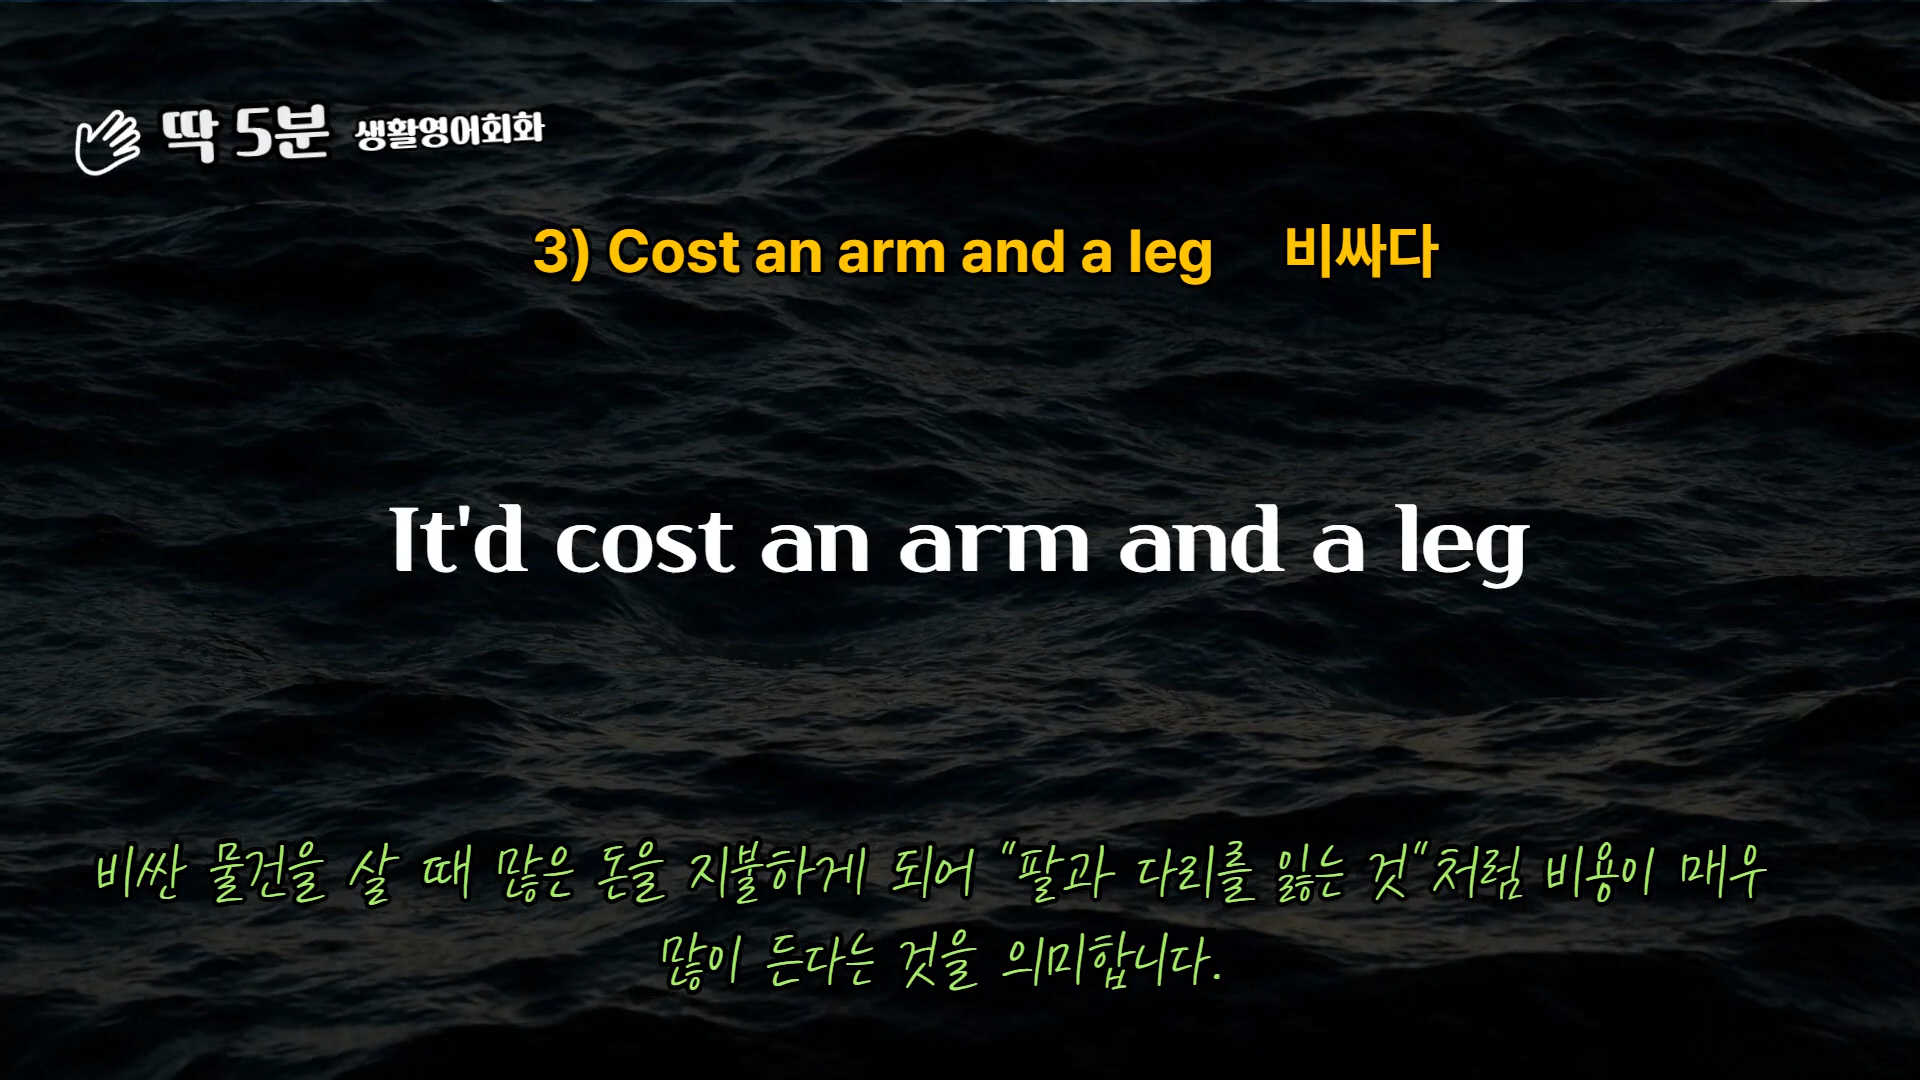 딱 5분 생활영어회화
3) Cost an arm and a leg 비싸다
It'd cost an arm and a leg
비싼 물건을 살 때 많은 돈을 지불하게 되어 "팔과 다리를 잃는 것"처럼 비용이 매우
많이 든다는 것을 의미합니다.